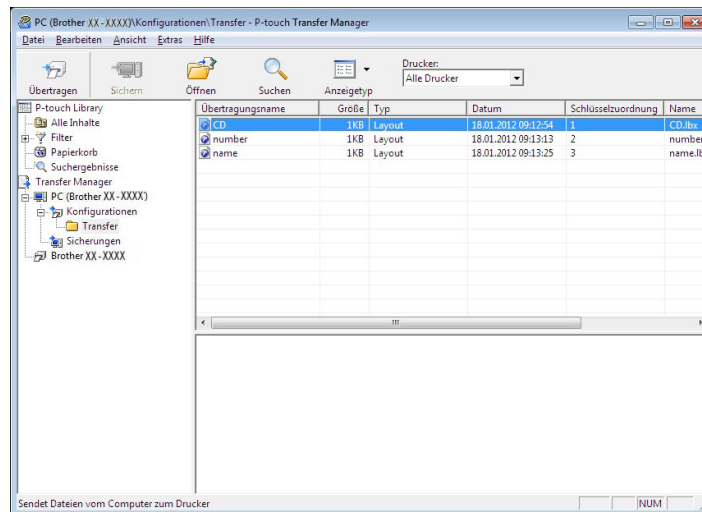 PC (Brother XX-XXXX)\Konfigurationen\Transfer - P-touch Transfer Manager
Datei Bearbeiten Ansicht Extras Hilfe
Übertragen Sichern Öffnen Suchen Anzeigetyp
Drucker:
Alle Drucker
P-touch Library
Alle Inhalte
Filter
Papierkorb
Suchergebnisse
Transfer Manager
PC (Brother XX-XXXX)
Konfigurationen
Transfer
Sicherungen
Brother XX-XXXX
Übertragungsname Größe Typ Datum Schlüsselzuordnung Name
CD 1KB Layout 18.01.2012 09:12:54 1 CD.lbx
number 1KB Layout 18.01.2012 09:13:13 2 number
name 1KB Layout 18.01.2012 09:13:25 3 name.lb
Sendet Dateien vom Computer zum Drucker
NUM